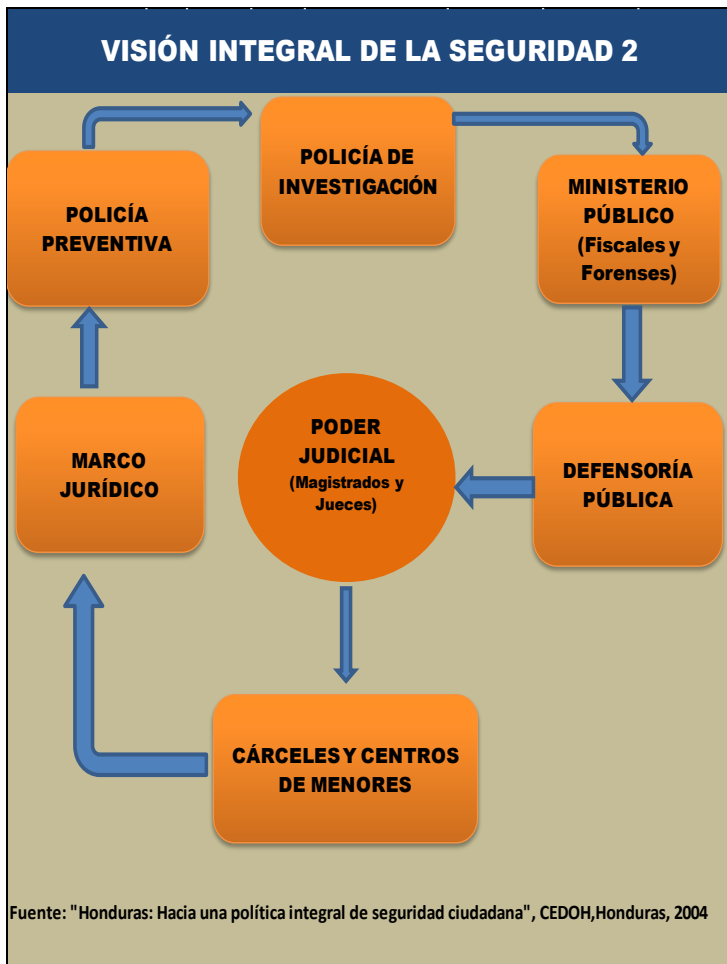 VISIÓN INTEGRAL DE LA SEGURIDAD 2
POLICÍA DE
INVESTIGACIÓN
POLICÍA
PREVENTIVA
MINISTERIO
PÚBLICO
(Fiscales y
Forenses)
MARCO
JURÍDICO
PODER
JUDICIAL
(Magistrados y
Jueces)
DEFENSORÍA
PÚBLICA
CÁRCELES Y CENTROS
DE MENORES
Fuente: "Honduras: Hacia una política integral de seguridad ciudadana", CEDOH,Honduras, 2004